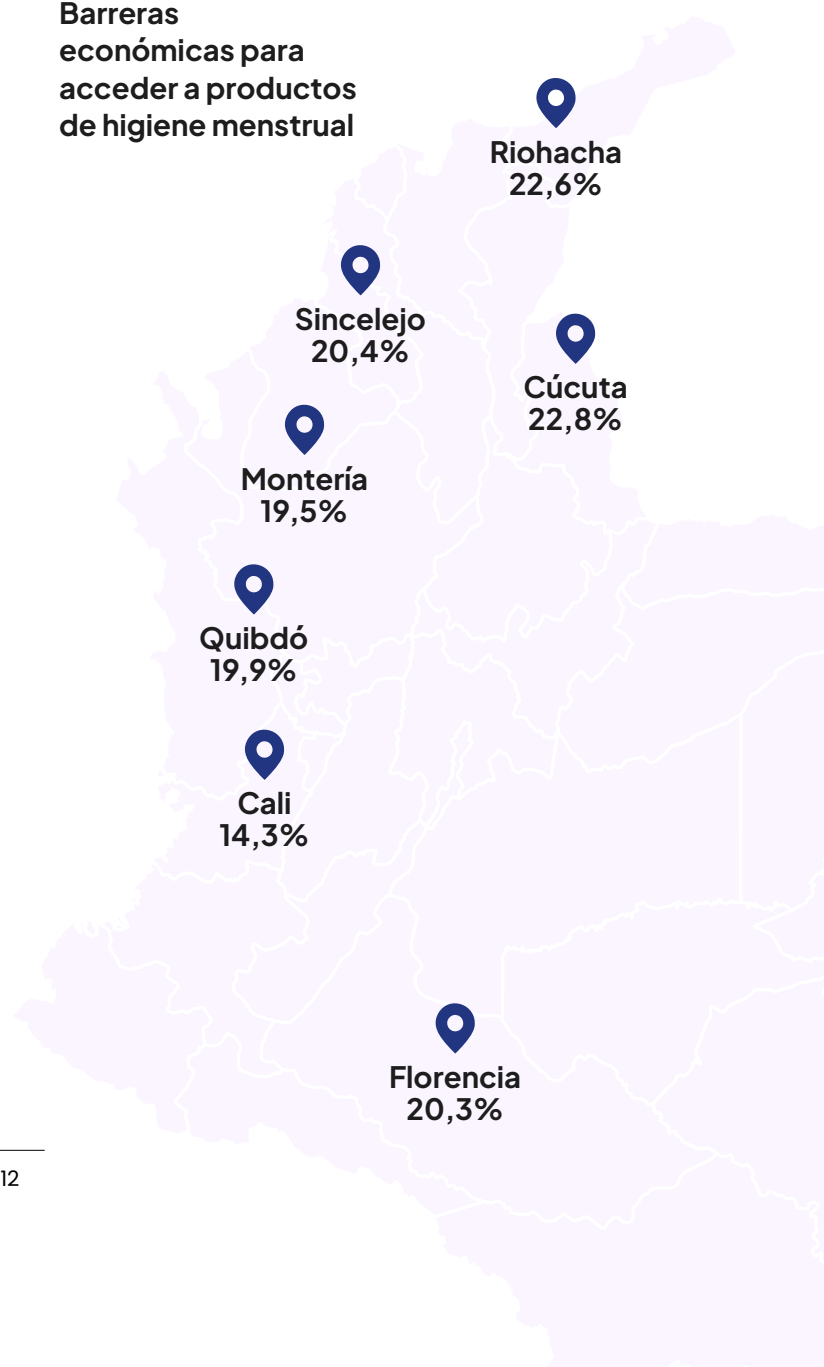 Barreras
económicas para
acceder a productos
de higiene menstrual
Riohacha
22,6%
Sincelejo
20,4%
Cúcuta
22,8%
Montería
19,5%
Quibdó
19,9%
Cali
14,3%
Florencia
20,3%
12